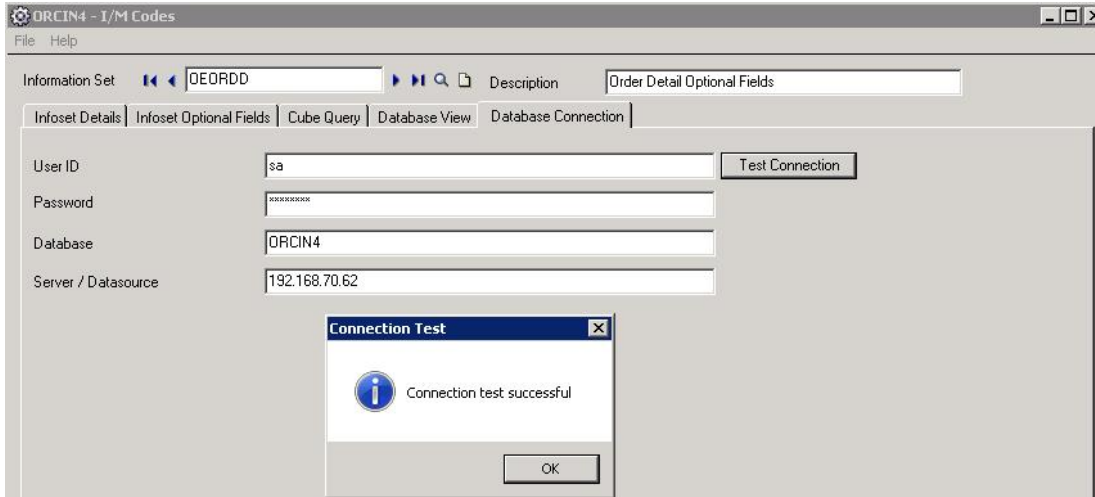 ORCIN4 - I/M Codes
File Help
Information Set OEORDD Description Order Detail Optional Fields
Infoset Details Infoset Optional Fields Cube Query Database View Database Connection
User ID sa Test Connection
Password ××××××××
Database ORCIN4
Server / Datasource 192.168.70.62
Connection Test
Connection test successful
OK